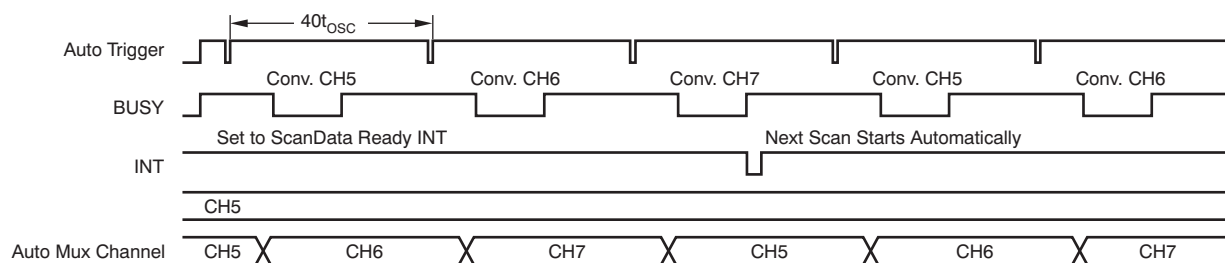 40tOSC
Auto Trigger
Conv. CH5 Conv. CH6 Conv. CH7 Conv. CH5 Conv. CH6
BUSY
Set to ScanData Ready INT Next Scan Starts Automatically
INT
CH5
Auto Mux Channel CH5 CH6 CH7 CH5 CH6 CH7